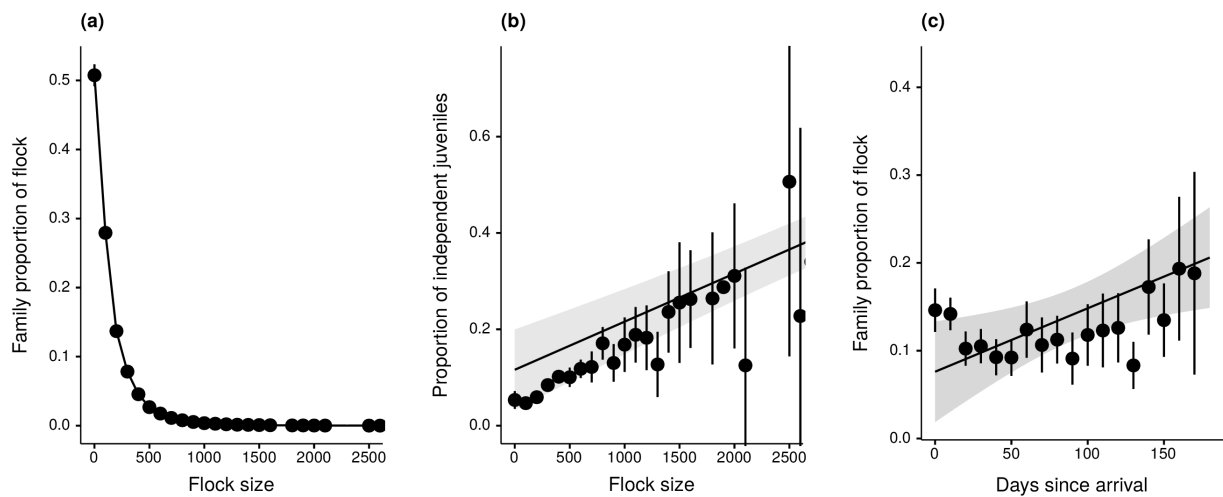 (a)
Family proportion of flock
0.5
0.4
0.3
0.2
0.1
0.0
0 500 1000 1500 2000 2500
Flock size
(b)
Proportion of independent juveniles
0.6
0.4
0.2
0.0
0 500 1000 1500 2000 2500
Flock size
(c)
Family proportion of flock
0.4
0.3
0.2
0.1
0.0
0 50 100 150
Days since arrival